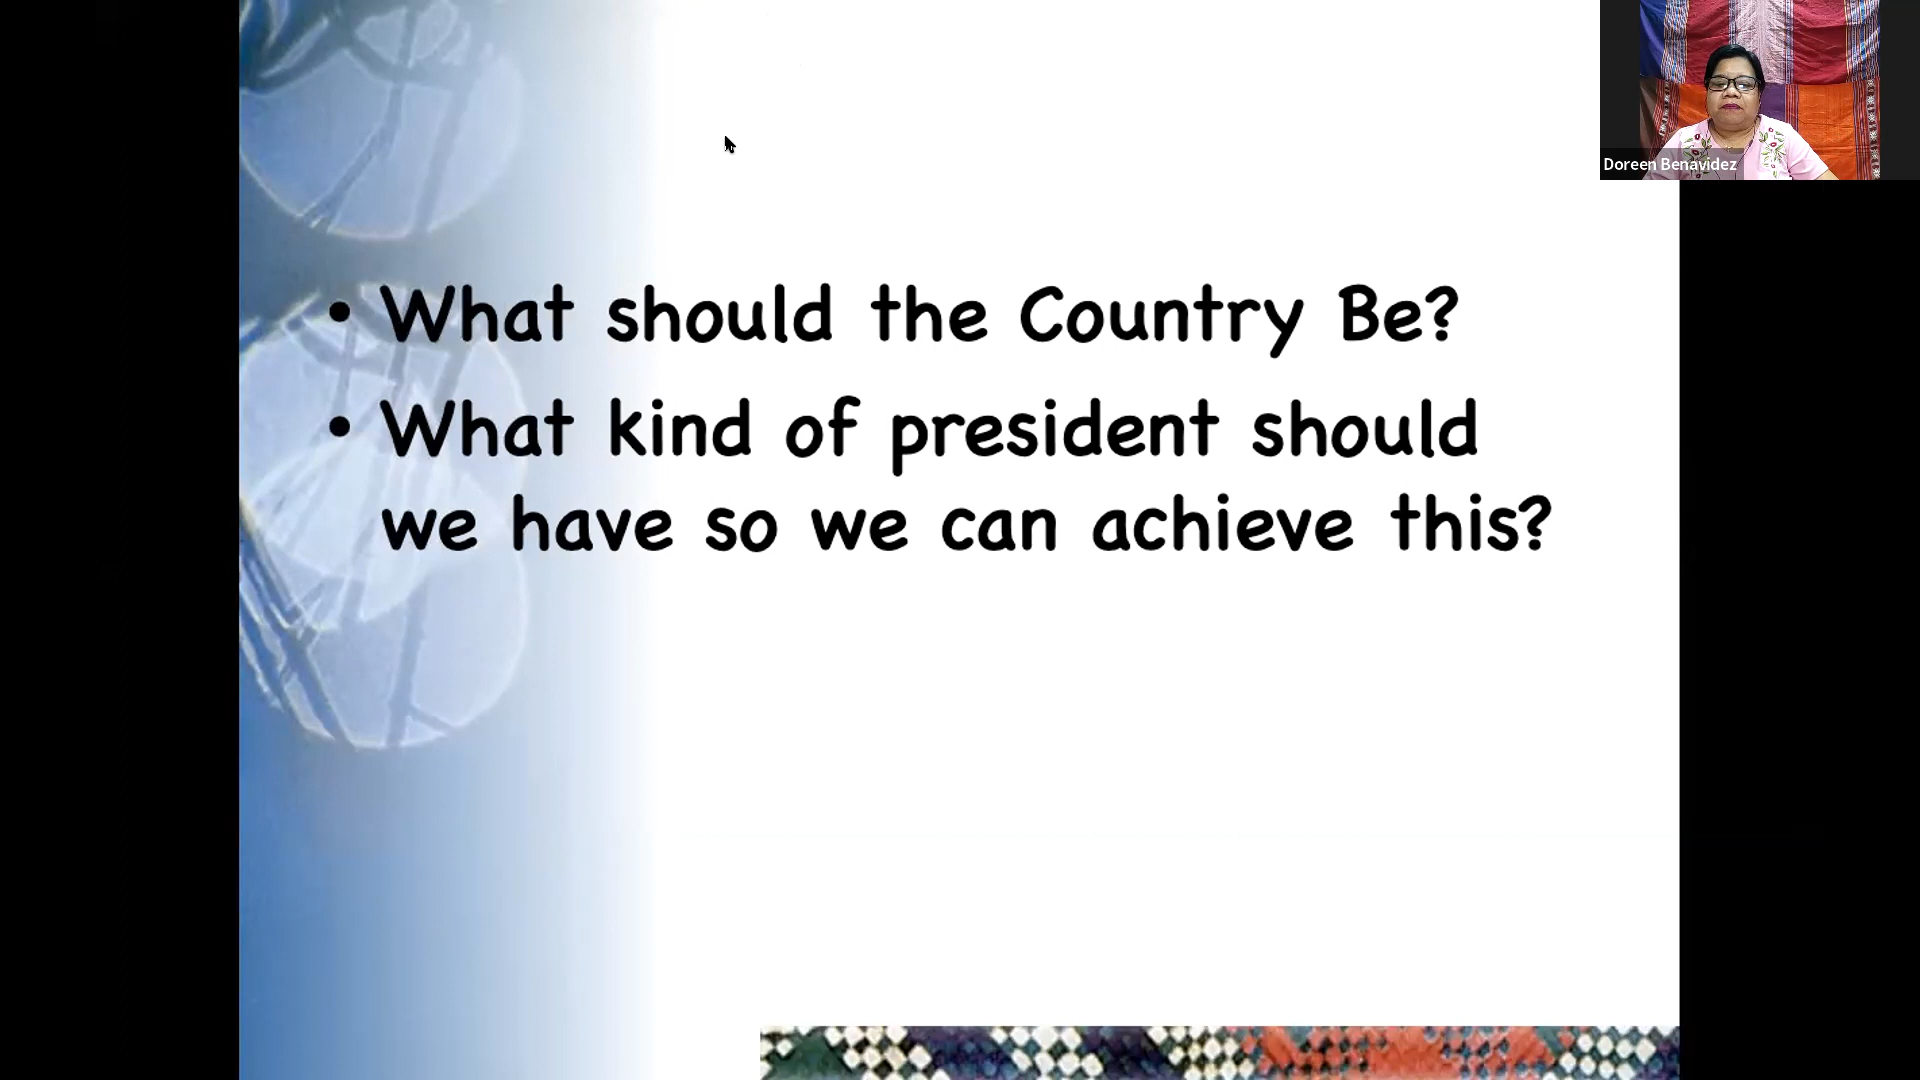 Doreen Benavidez
• What should the Country Be?
• What kind of president should
we have so we can achieve this?